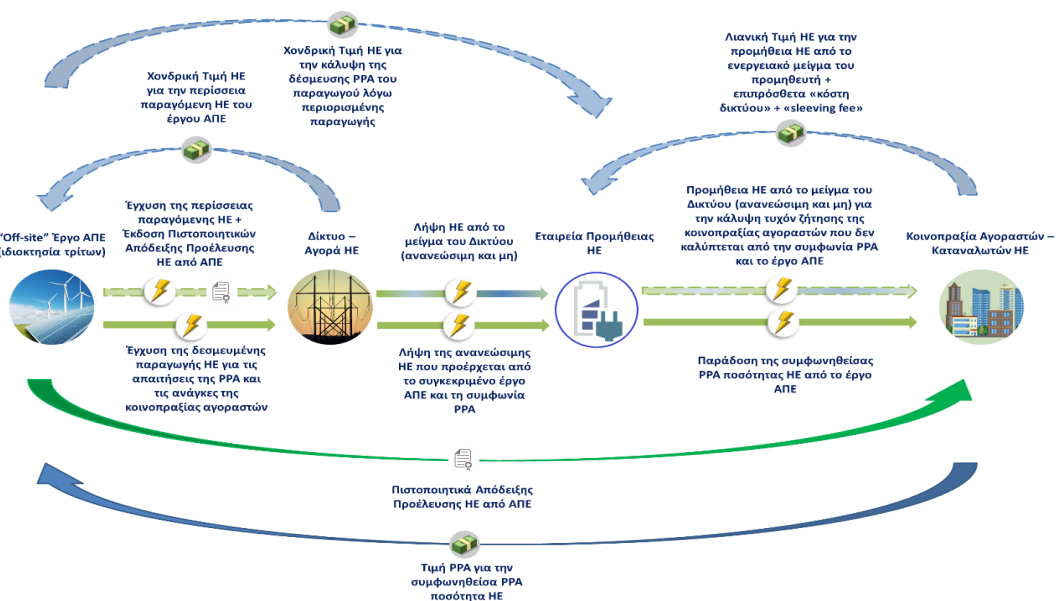 Χονδρική Τιμή ΗΕ
για την περίσσεια
παραγόμενη ΗΕ του
έργου ΑΠΕ
Χονδρική Τιμή ΗΕ για
την κάλυψη της
δέσμευσης PPA του
παραγωγού λόγω
περιορισμένης
παραγωγής
Λιανική Τιμή ΗΕ για την
προμήθεια ΗΕ από το
ενεργειακό μείγμα του
προμηθευτή +
επιπρόσθετα «κόστη
δικτύου» + «sleeving fee»
"Off-site" Έργο ΑΠΕ
(ιδιοκτησία τρίτων)
Έγχυση της περίσσειας
παραγόμενης ΗΕ +
Έκδοση Πιστοποιητικών
Απόδειξης Προέλευσης
ΗΕ από ΑΠΕ
Δίκτυο –
Αγορά ΗΕ
Λήψη ΗΕ από το
μείγμα του Δικτύου
(ανανεώσιμη και μη)
Εταιρεία Προμήθειας
ΗΕ
Προμήθεια ΗΕ από το μείγμα του
Δικτύου (ανανεώσιμη και μη) για
για την κάλυψη τυχόν ζήτησης της
κοινοπραξίας αγοραστών που δεν
καλύπτεται από την συμφωνία PPA
και το έργο ΑΠΕ
Κοινοπραξία Αγοραστών –
Καταναλωτών ΗΕ
Έγχυση της δεσμευμένης
παραγωγής ΗΕ για τις
απαιτήσεις της PPA και
τις ανάγκες της
κοινοπραξίας αγοραστών
Λήψη της ανανεώσιμης
ΗΕ που προέρχεται από
το συγκεκριμένο έργο
ΑΠΕ και τη συμφωνία
PPA
Παράδοση της συμφωνηθείσας
PPA ποσότητας ΗΕ από το έργο
ΑΠΕ
Πιστοποιητικά Απόδειξης
Προέλευσης ΗΕ από ΑΠΕ
Τιμή PPA για την
συμφωνηθείσα PPA
ποσότητα ΗΕ